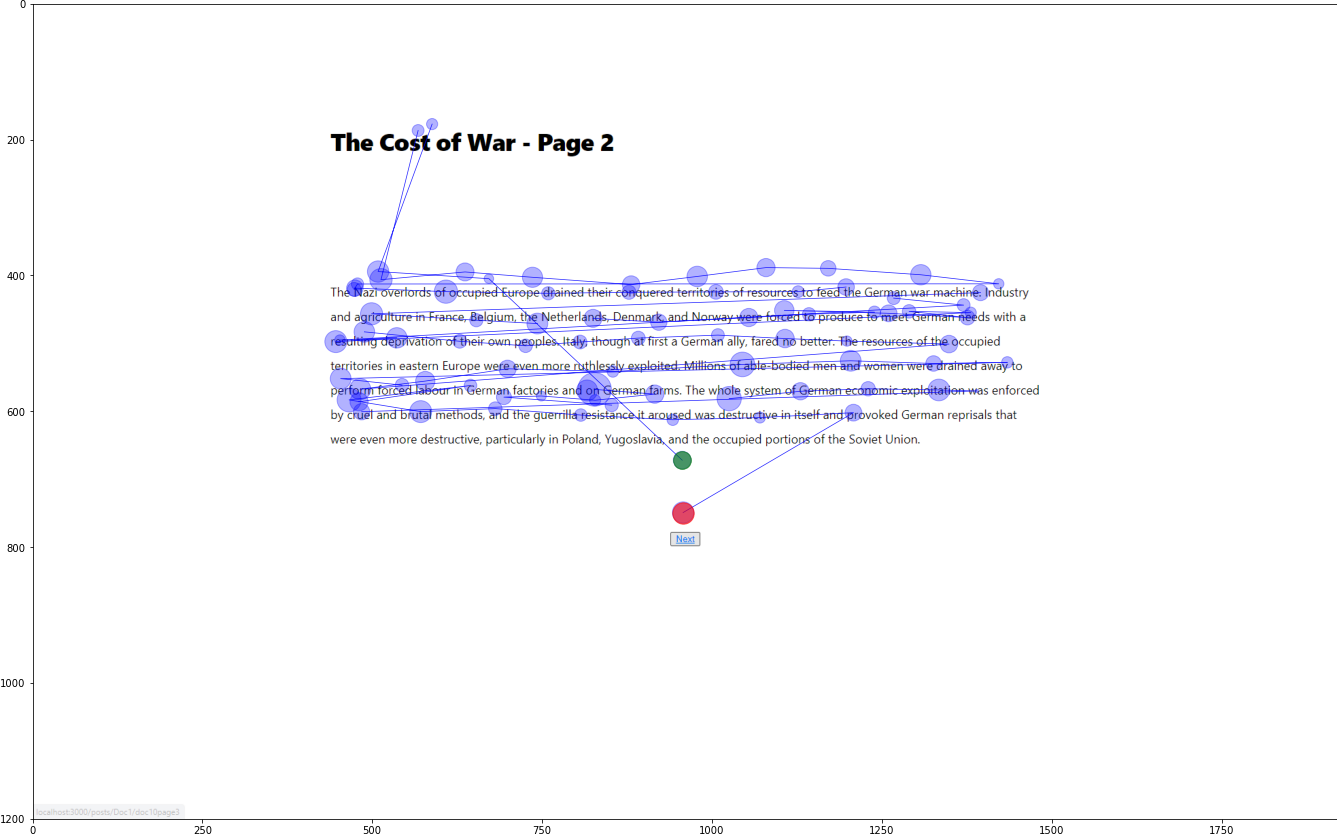 The Cost of War - Page 2
The Nazi overlords of occupied Europe drained their conquered territories of resources to feed the German war machine. Industry
and agriculture in France, Belgium, the Netherlands, Denmark, and Norway were forced to produce to meet German needs with a
resulting deprivation of their own peoples. Italy, though at first a German ally, fared no better. The resources of the occupied
territories in eastern Europe were even more ruthlessly exploited. Millions of able-bodied men and women were drained away to
perform forced labour in German factories and on German farms. The whole system of German economic exploitation was enforced
by cruel and brutal methods, and the guerrilla resistance it aroused was destructive in itself and provoked German reprisals that
were even more destructive, particularly in Poland, Yugoslavia, and the occupied portions of the Soviet Union.
Next
localhost:3000/posts/Doc1/doc10page3
0
200
400
600
800
1000
1200
0 250 500 750 1000 1250 1500 1750